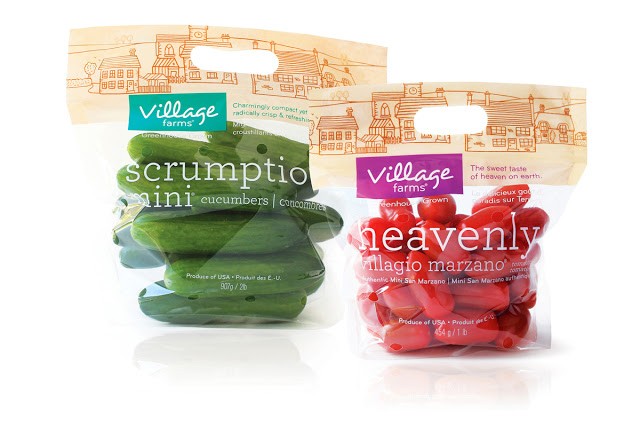 Village
farms®
Charmingly compact yet
radically crisp & refreshing
scrumptio
mini® cucumbers | concombres
Produce of USA • Produit des É.-U.
907g / 2lb
Village
farms®
The sweet taste
of heaven on earth.
Greenhouse Grown
heavenly
villagio marzano®
Authentic Mini San Marzano | Mini San Marzano
Produce of USA • Produit des É.-U.
454 g / 1 lb